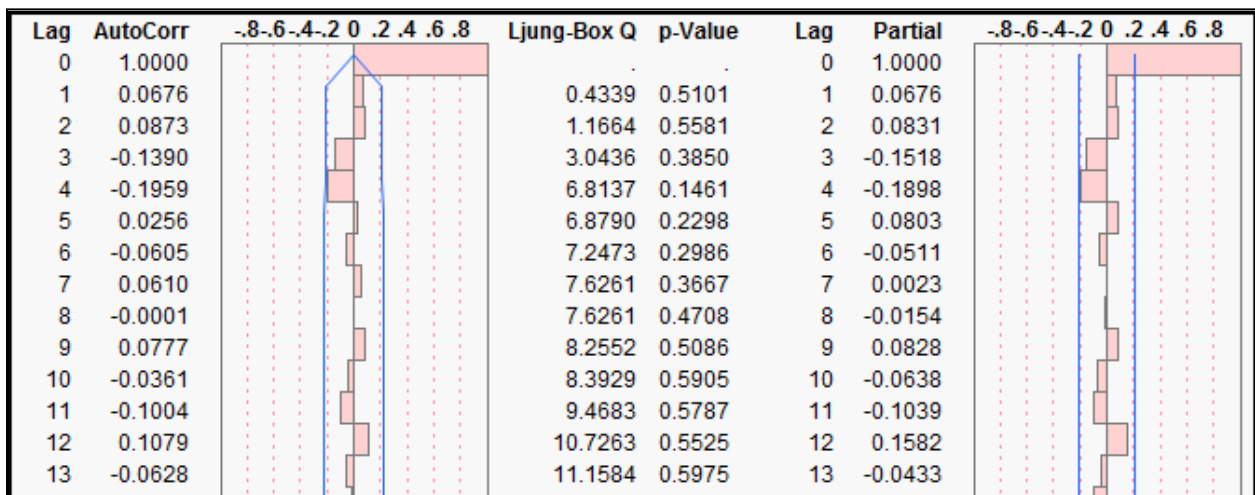 Lag AutoCorr -.8-.6-.4-.2 0 .2 .4 .6 .8 Ljung-Box Q p-Value Lag Partial -.8-.6-.4-.2 0 .2 .4 .6 .8
0 1.0000 . . 0 1.0000
1 0.0676 0.4339 0.5101 1 0.0676
2 0.0873 1.1664 0.5581 2 0.0831
3 -0.1390 3.0436 0.3850 3 -0.1518
4 -0.1959 6.8137 0.1461 4 -0.1898
5 0.0256 6.8790 0.2298 5 0.0803
6 -0.0605 7.2473 0.2986 6 -0.0511
7 0.0610 7.6261 0.3667 7 0.0023
8 -0.0001 7.6261 0.4708 8 -0.0154
9 0.0777 8.2552 0.5086 9 0.0828
10 -0.0361 8.3929 0.5905 10 -0.0638
11 -0.1004 9.4683 0.5787 11 -0.1039
12 0.1079 10.7263 0.5525 12 0.1582
13 -0.0628 11.1584 0.5975 13 -0.0433